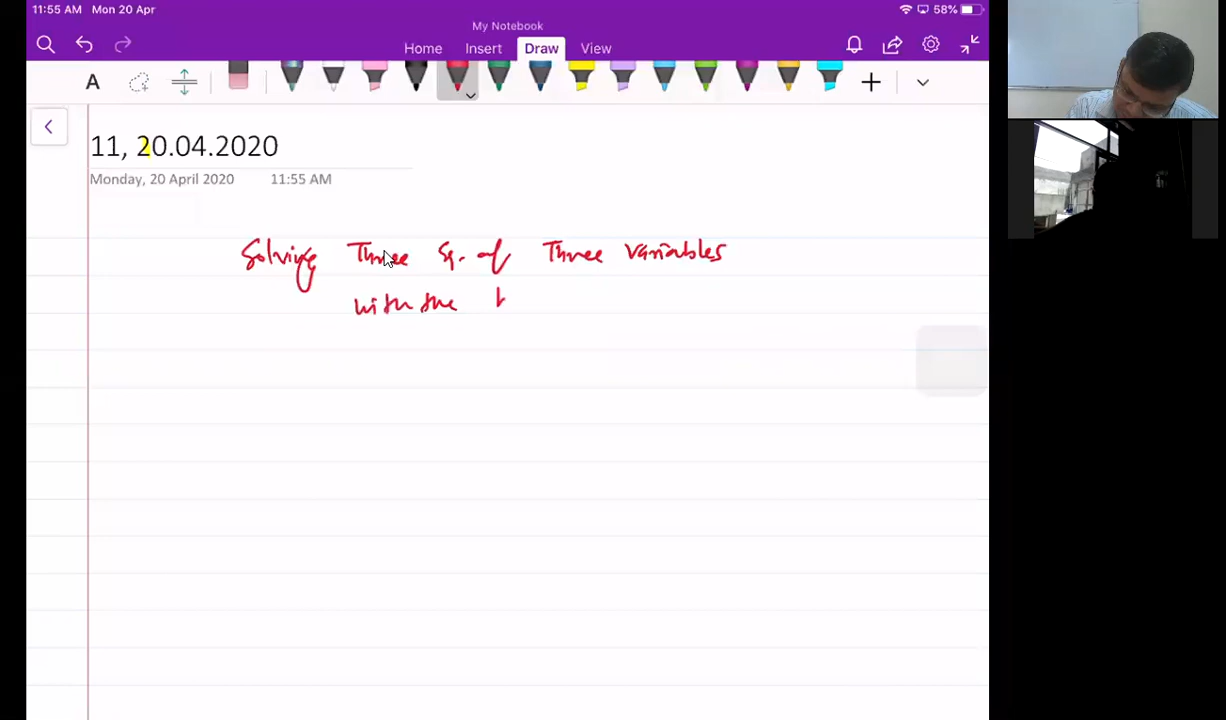 11:55 AM Mon 20 Apr 58%
My Notebook
Home Insert Draw View
A
11, 20.04.2020
Monday, 20 April 2020 11:55 AM
Solving Three Eq. of Three variables
with the